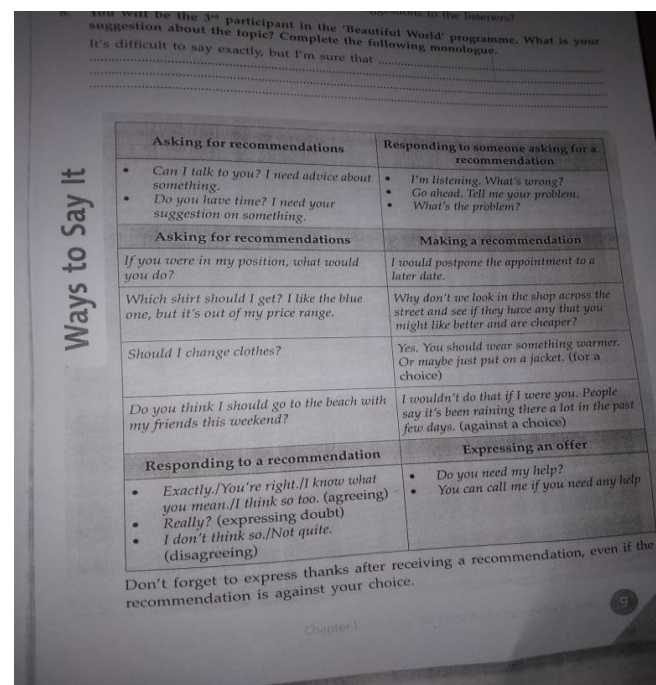 You will be the 3rd participant in the 'Beautiful World' programme. What is your
suggestion about the topic? Complete the following monologue.
It's difficult to say exactly, but I'm sure that ..........
to the listeners?
Ways to Say It
Asking for recommendations
Responding to someone asking for a
recommendation
• Can I talk to you? I need advice about
something.
• Do you have time? I need your
suggestion on something.
• I'm listening. What's wrong?
• Go ahead. Tell me your problem.
• What's the problem?
Asking for recommendations
Making a recommendation
If you were in my position, what would
you do?
I would postpone the appointment to a
later date.
Which shirt should I get? I like the blue
one, but it's out of my price range.
Why don't we look in the shop across the
street and see if they have any that you
might like better and are cheaper?
Should I change clothes?
Yes. You should wear something warmer.
Or maybe just put on a jacket. (for a
choice)
Do you think I should go to the beach with
my friends this weekend?
I wouldn't do that if I were you. People
say it's been raining there a lot in the past
few days. (against a choice)
Responding to a recommendation
Expressing an offer
• Exactly./You're right./I know what
you mean./I think so too. (agreeing)
• Really? (expressing doubt)
• I don't think so./Not quite.
(disagreeing)
• Do you need my help?
• You can call me if you need any help
Don't forget to express thanks after receiving a recommendation, even if the
recommendation is against your choice.
Chapter 1
9